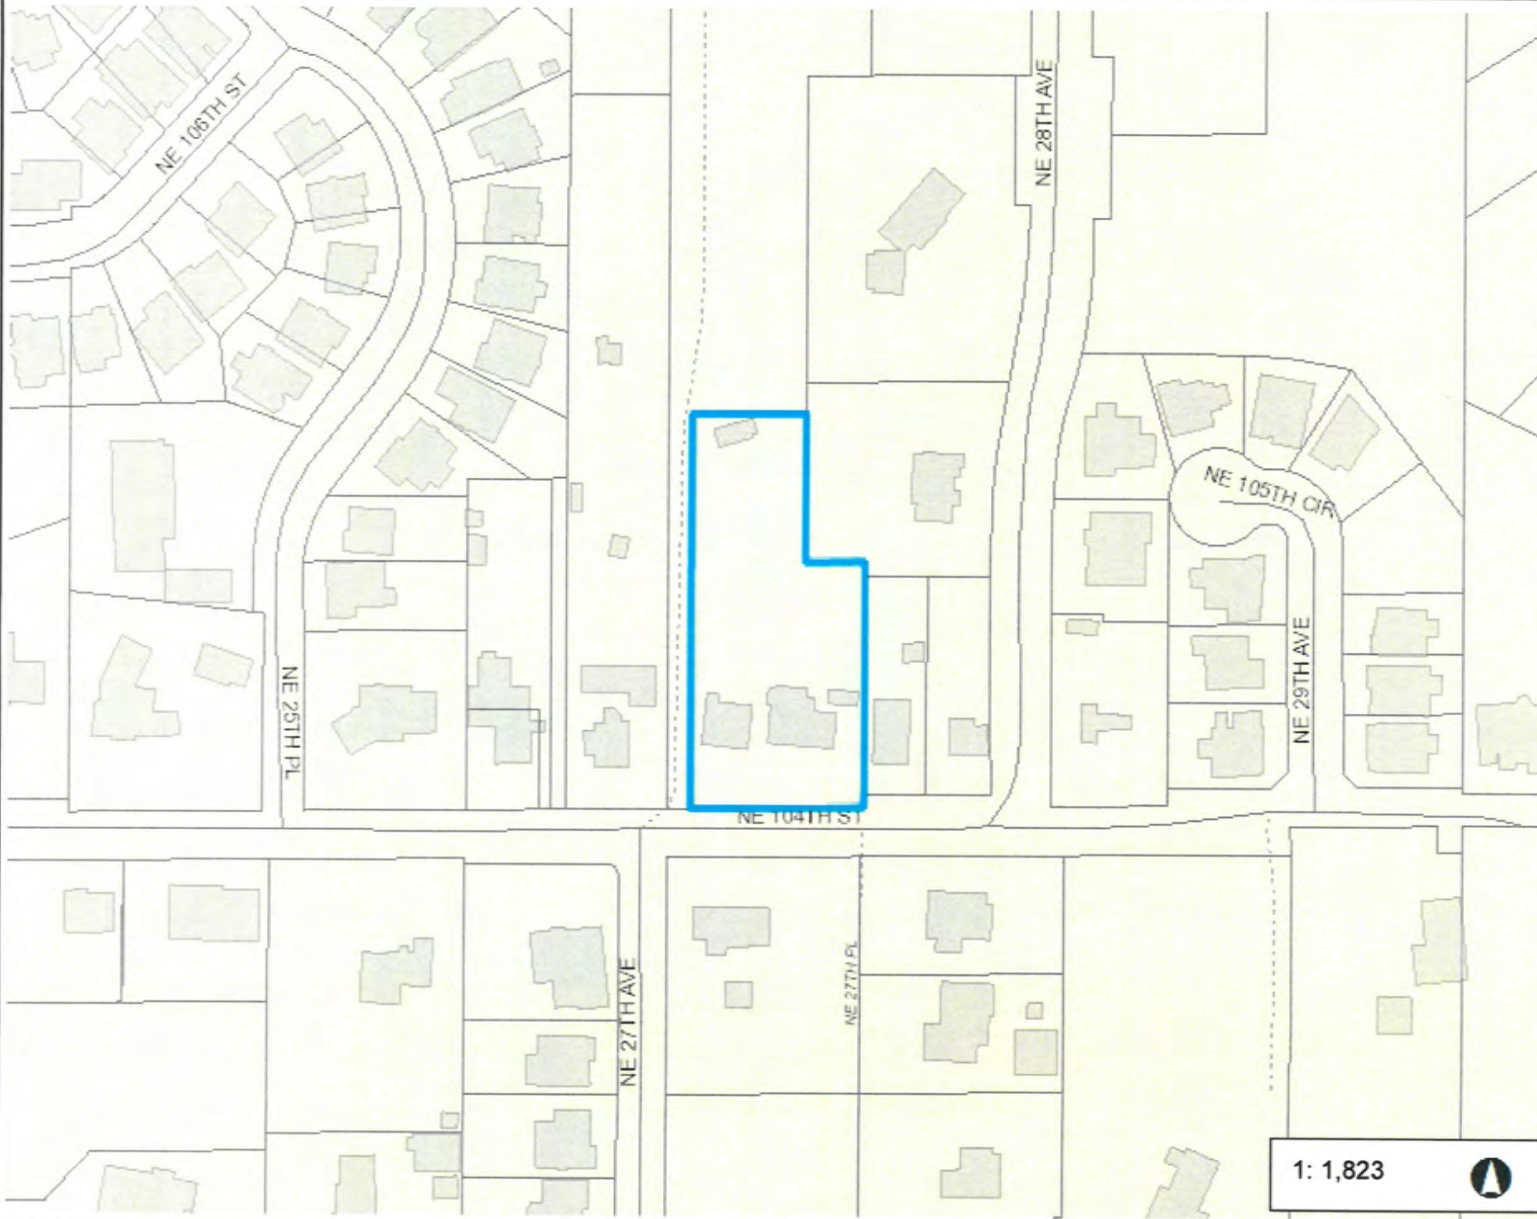 NE 106TH ST
NE 28TH AVE
NE 105TH CIR
NE 25TH PL
NE 29TH AVE
NE 104TH ST
NE 27TH PL
NE 27TH AVE
1: 1,823